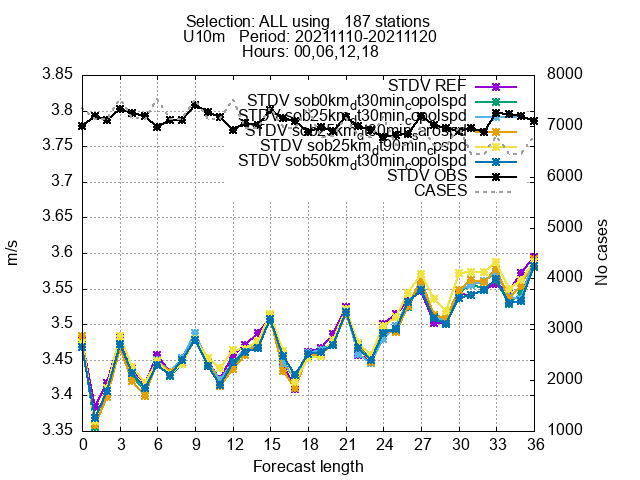 Selection: ALL using   187 stations
U10m   Period: 20211110-20211120
Hours: 00,06,12,18
3.85
8000
STDV REF
STDV sob0km_dt30min_copolspd
3.8
STDV sob25km_dt30min_copolspd
7000
STDV sob25km_dt90min_carospd
3.75
STDV sob25km_dt90min_cpspd
STDV sob50km_dt30min_copolspd
3.7
STDV OBS
6000
CASES
3.65
m/s
5000
3.6
No cases
4000
3.55
3.5
3000
3.45
2000
3.4
3.35
1000
0 3 6 9 12 15 18 21 24 27 30 33 36
Forecast length